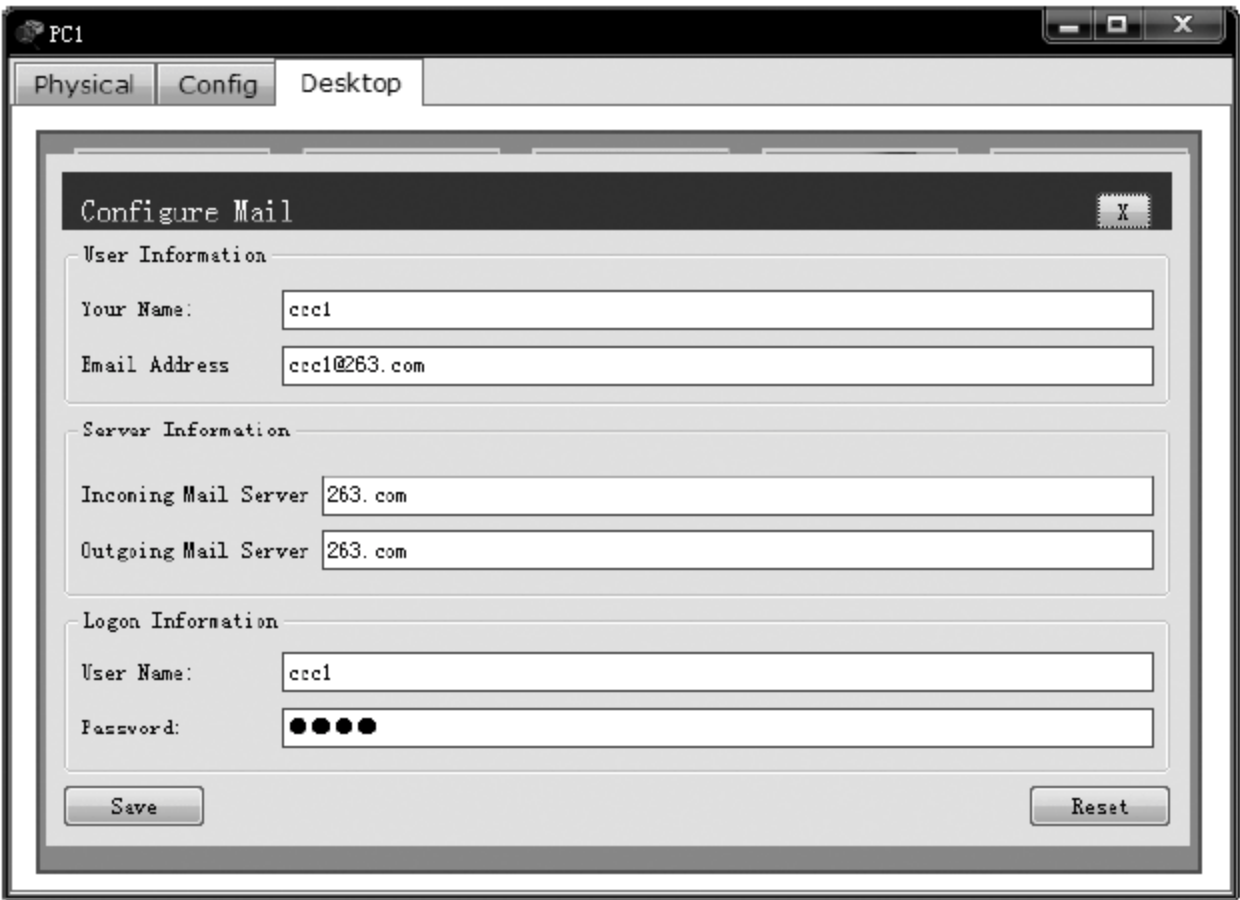 PC1
X
Physical Config Desktop
Configure Mail X
User Information
Your Name: ccc1
Email Address ccc1@263.com
Server Information
Incoming Mail Server 263.com
Outgoing Mail Server 263.com
Logon Information
User Name: ccc1
Password: ●●●●
Save Reset